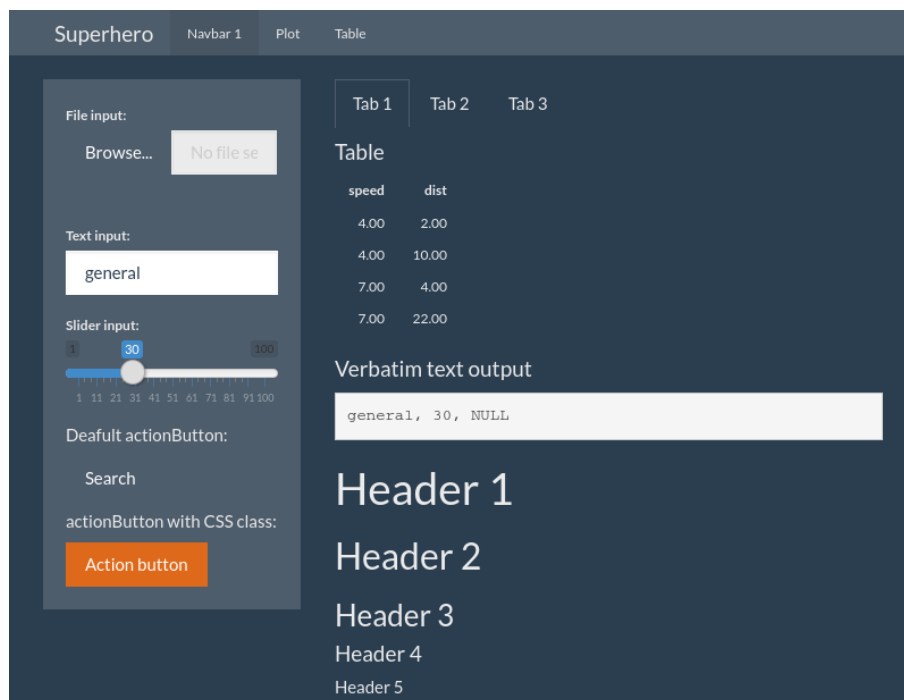 Superhero Navbar 1 Plot Table
File input:
Browse... No file se
Text input:
general
Slider input:
1 30 100
1 11 21 31 41 51 61 71 81 91 100
Deafult actionButton:
Search
actionButton with CSS class:
Action button
Tab 1 Tab 2 Tab 3
Table
speed dist
4.00 2.00
4.00 10.00
7.00 4.00
7.00 22.00
Verbatim text output
general, 30, NULL
Header 1
Header 2
Header 3
Header 4
Header 5